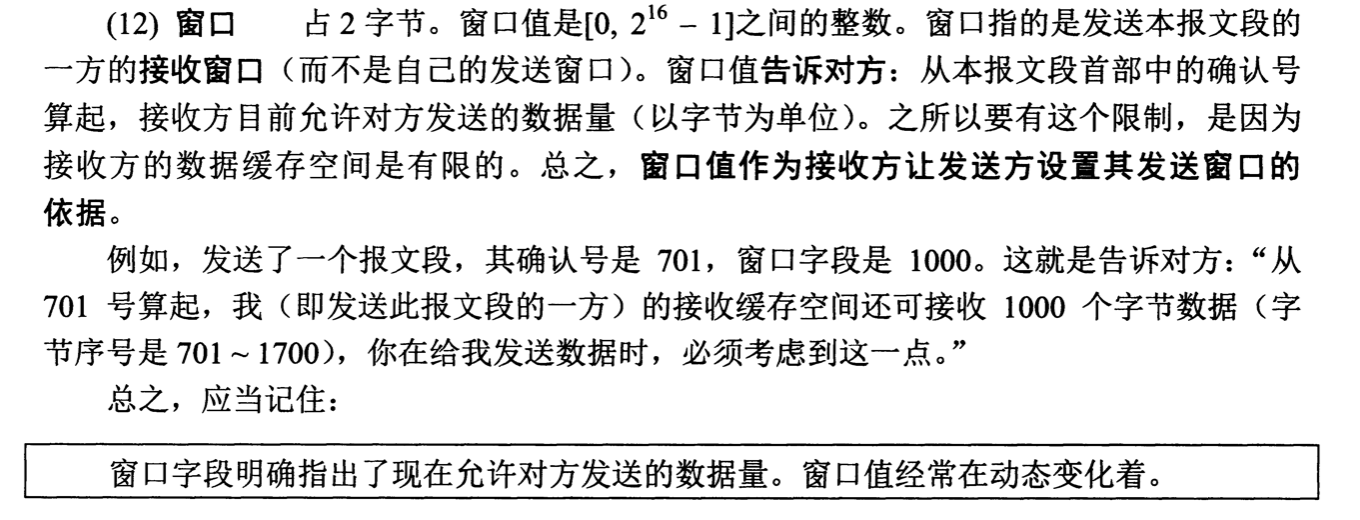 (12) 窗口 占 2 字节。窗口值是[0, 2¹⁶ – 1]之间的整数。窗口指的是发送本报文段的
一方的接收窗口（而不是自己的发送窗口）。窗口值告诉对方：从本报文段首部中的确认号
算起，接收方目前允许对方发送的数据量（以字节为单位）。之所以要有这个限制，是因为
接收方的数据缓存空间是有限的。总之，窗口值作为接收方让发送方设置其发送窗口的
依据。
例如，发送了一个报文段，其确认号是 701，窗口字段是 1000。这就是告诉对方：“从
701 号算起，我（即发送此报文段的一方）的接收缓存空间还可接收 1000 个字节数据（字
节序号是 701 ~ 1700），你在给我发送数据时，必须考虑到这一点。”
总之，应当记住：
窗口字段明确指出了现在允许对方发送的数据量。窗口值经常在动态变化着。